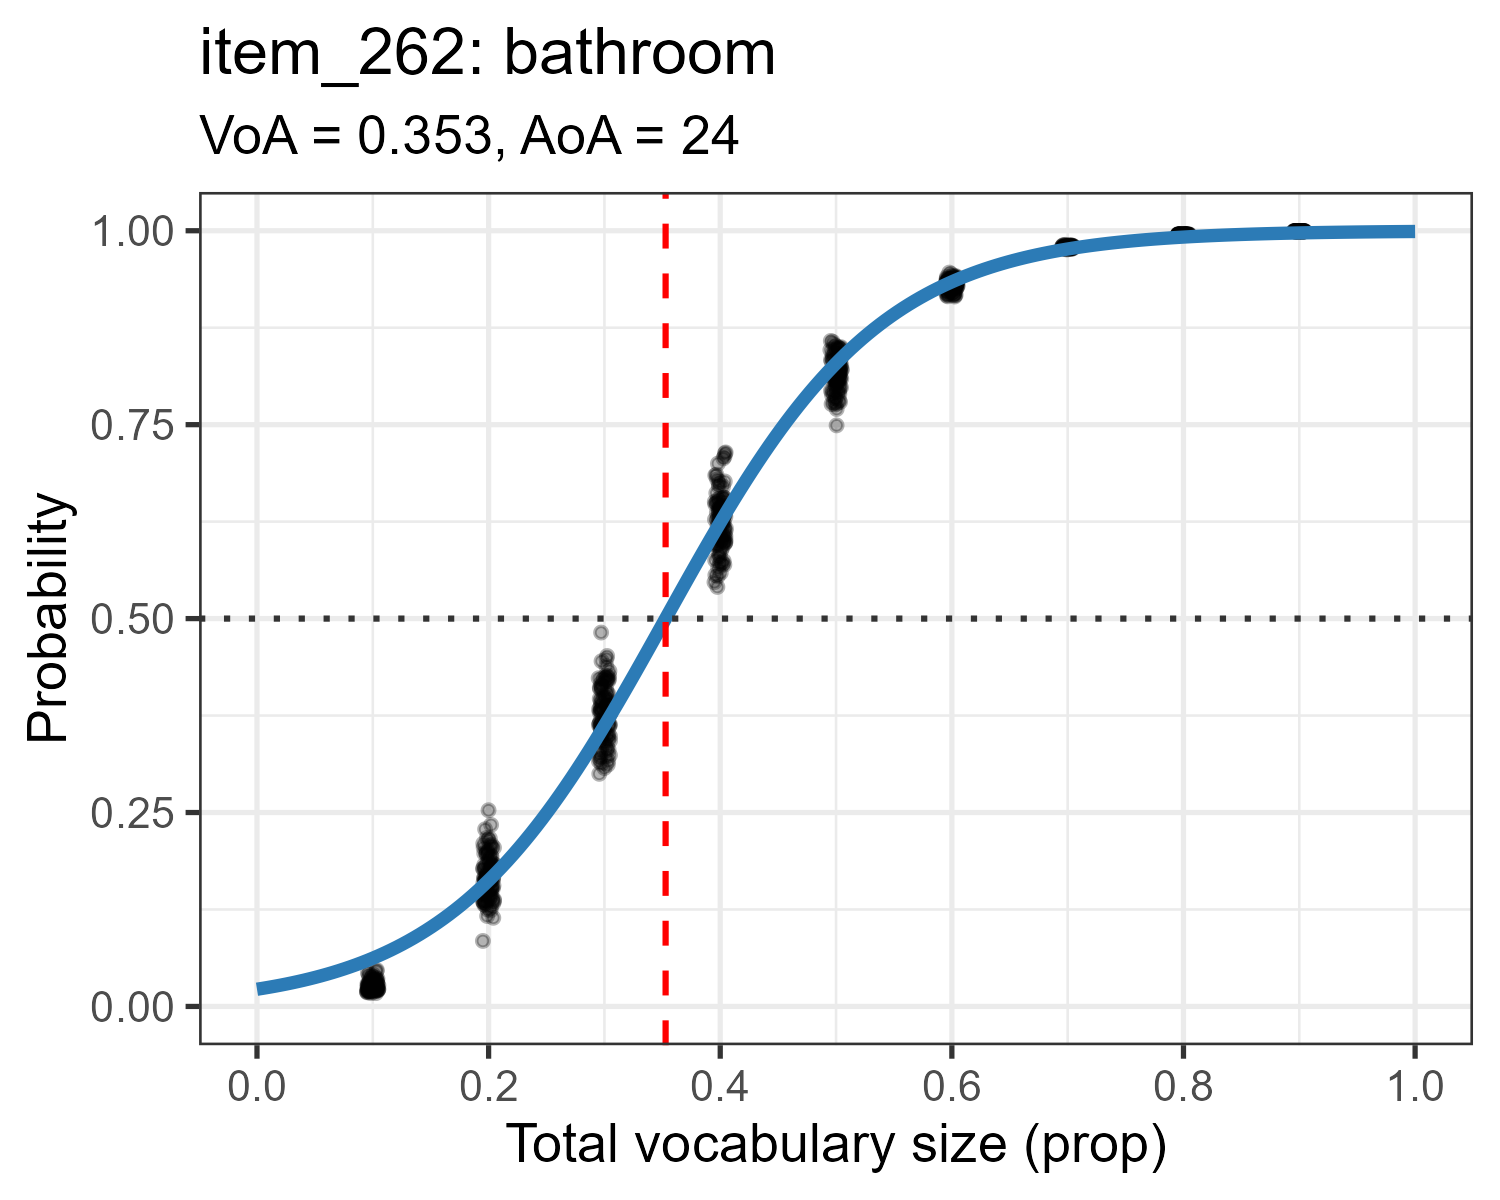 item_262: bathroom
VoA = 0.353, AoA = 24
1.00
0.75
0.50
0.25
0.00
Probability
0.0 0.2 0.4 0.6 0.8 1.0
Total vocabulary size (prop)